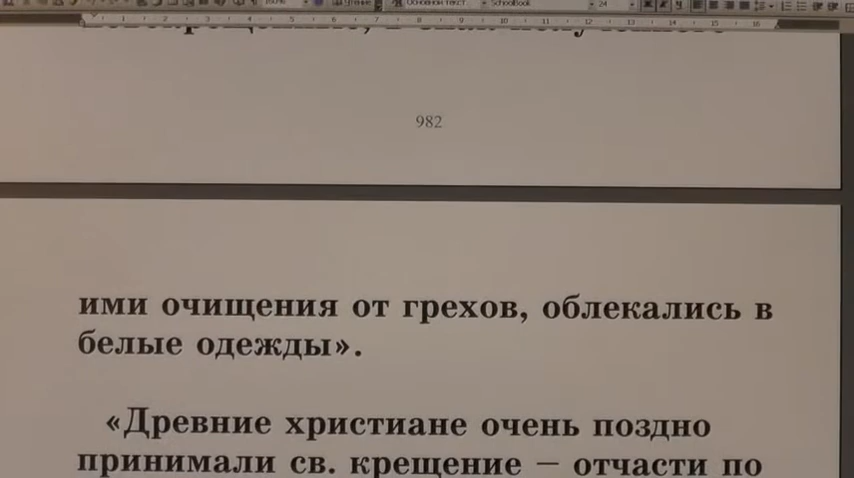 982
ими очищения от грехов, облекались в
белые одежды».
«Древние христиане очень поздно
принимали св. крещение – отчасти по